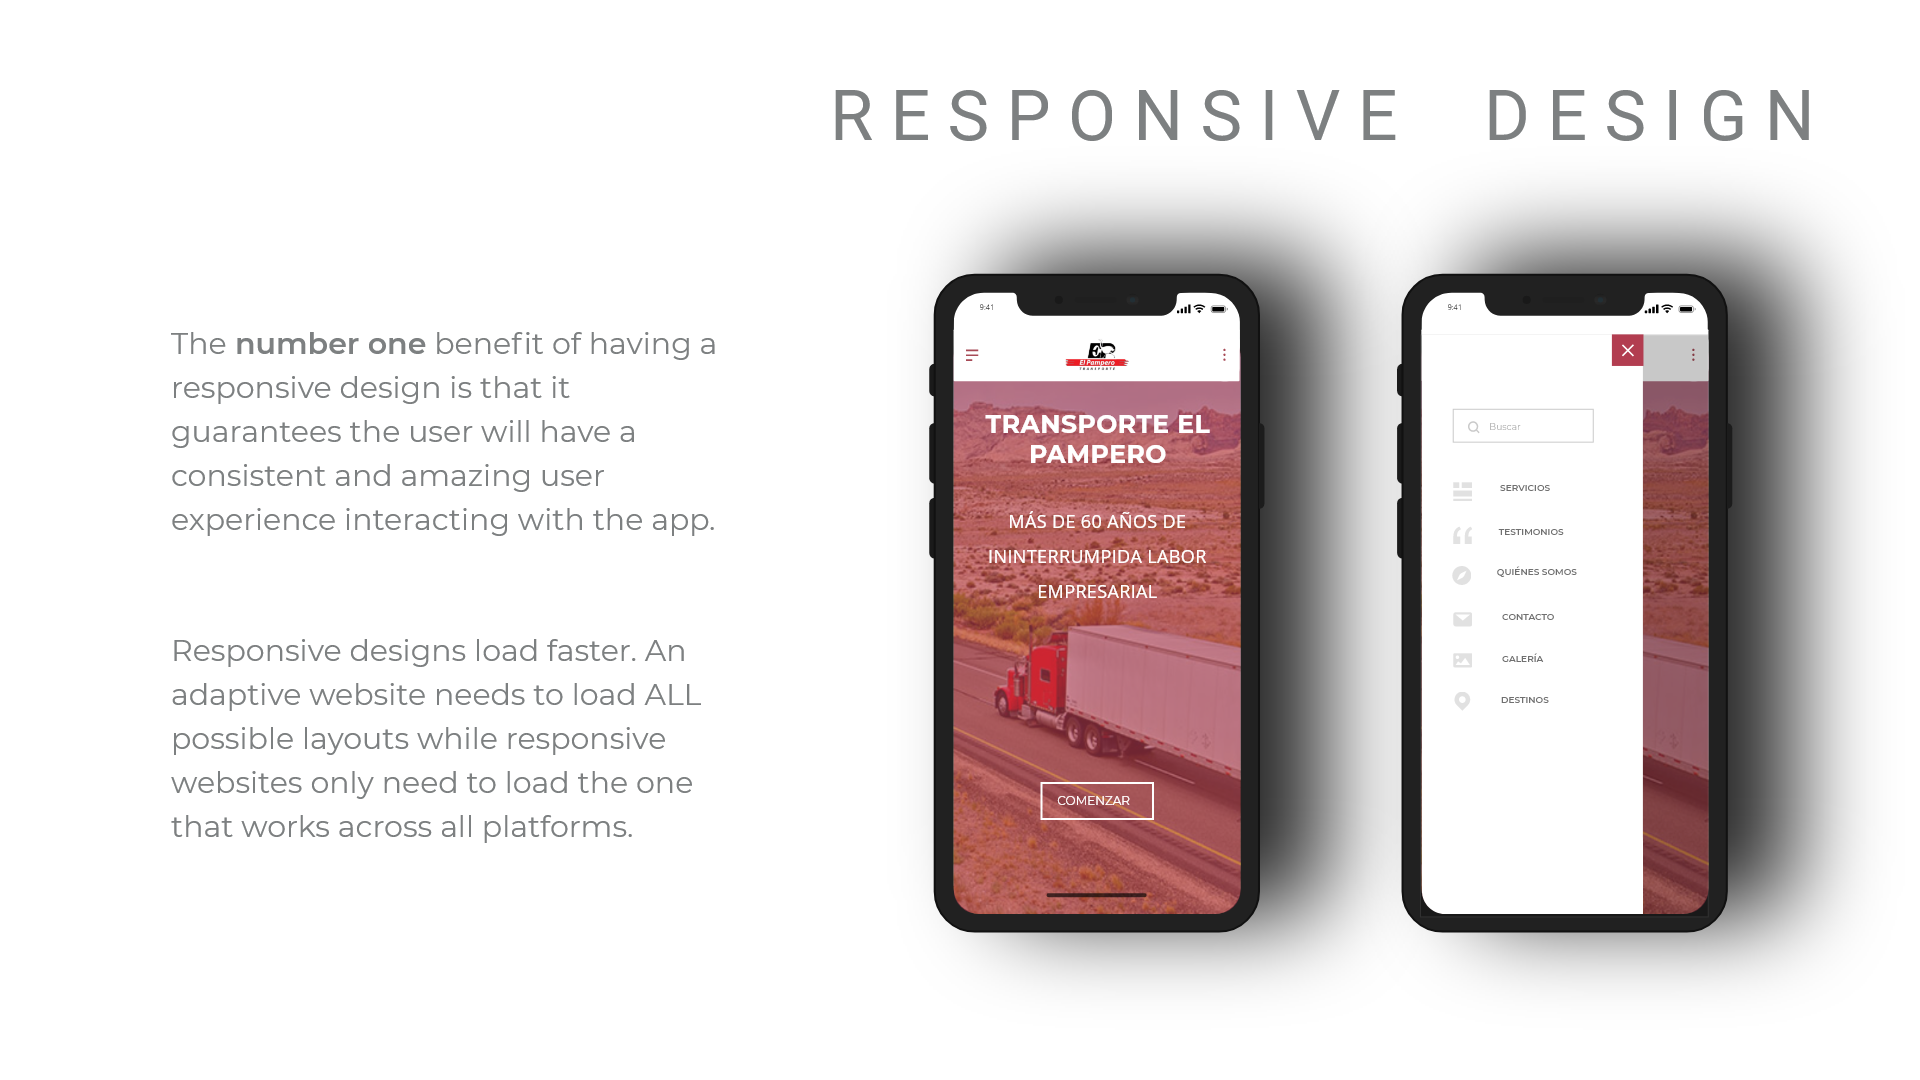 RESPONSIVE DESIGN
The number one benefit of having a
responsive design is that it
guarantees the user will have a
consistent and amazing user
experience interacting with the app.
Responsive designs load faster. An
adaptive website needs to load ALL
possible layouts while responsive
websites only need to load the one
that works across all platforms.
9:41
EP
El Pampero
TRANSPORTE
TRANSPORTE EL
PAMPERO
MÁS DE 60 AÑOS DE
ININTERRUMPIDA LABOR
EMPRESARIAL
COMENZAR
9:41
Buscar
SERVICIOS
TESTIMONIOS
QUIÉNES SOMOS
CONTACTO
GALERÍA
DESTINOS